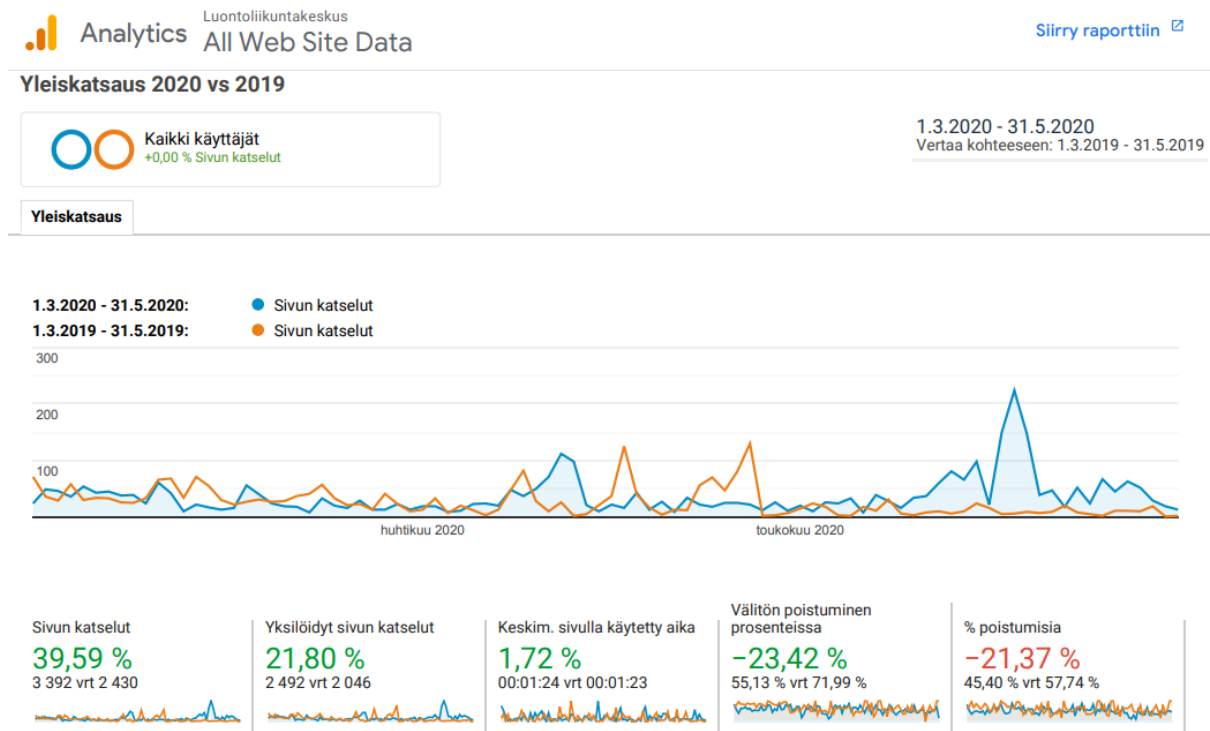 Analytics
Luontoliikuntakeskus
All Web Site Data
Siirry raporttiin
Yleiskatsaus 2020 vs 2019
Kaikki käyttäjät
+0,00 % Sivun katselut
1.3.2020 - 31.5.2020
Vertaa kohteeseen: 1.3.2019 - 31.5.2019
Yleiskatsaus
1.3.2020 - 31.5.2020: Sivun katselut
1.3.2019 - 31.5.2019: Sivun katselut
300
200
100
huhtikuu 2020 toukokuu 2020
Sivun katselut
39,59 %
3 392 vrt 2 430
Yksilöidyt sivun katselut
21,80 %
2 492 vrt 2 046
Keskim. sivulla käytetty aika
1,72 %
00:01:24 vrt 00:01:23
Välitön poistuminen
prosenteissa
−23,42 %
55,13 % vrt 71,99 %
% poistumisia
−21,37 %
45,40 % vrt 57,74 %